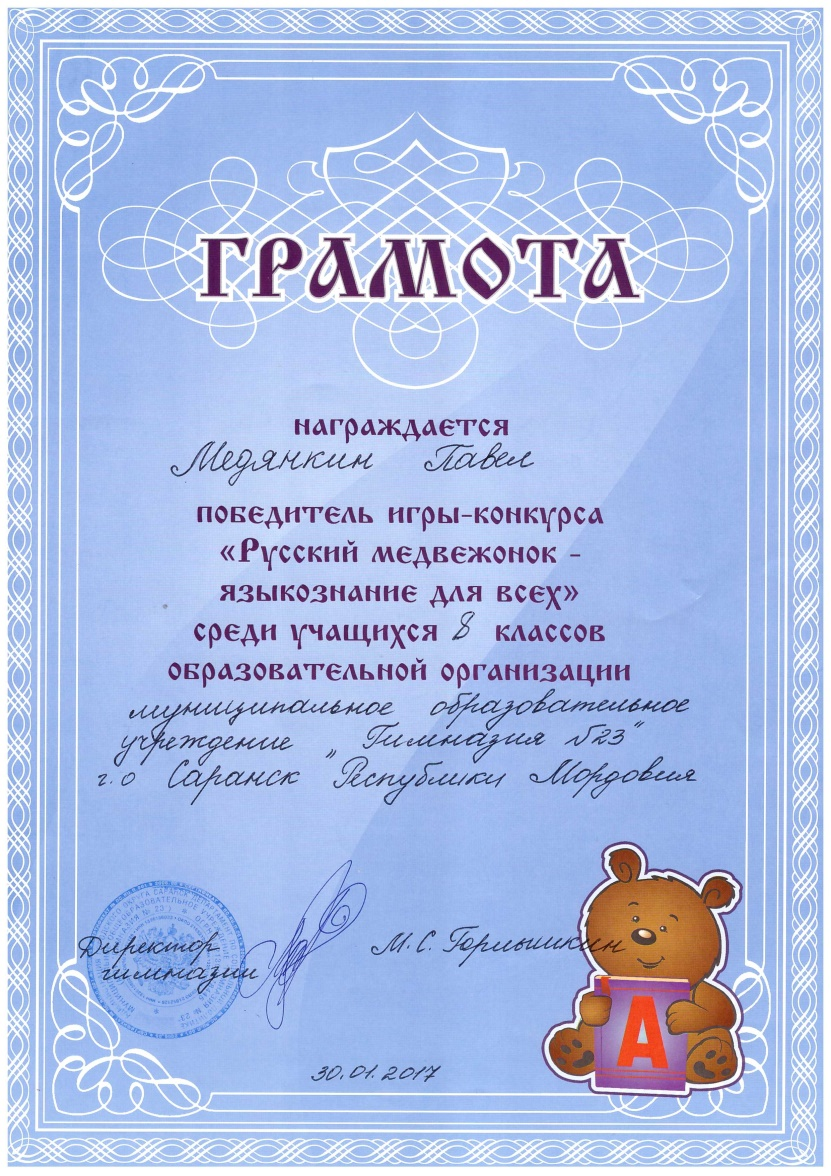 ГРАМОТА
награждается
Медянкин Павел
победитель игры-конкурса
«Русский медвежонок -
языкознание для всех»
среди учащихся 8 классов
образовательной организации
муниципальное образовательное
учреждение "Гимназия №23"
г.о Саранск Республики Мордовия
Директор
гимназии
М.С. Гормышкин
30.01.2017
А